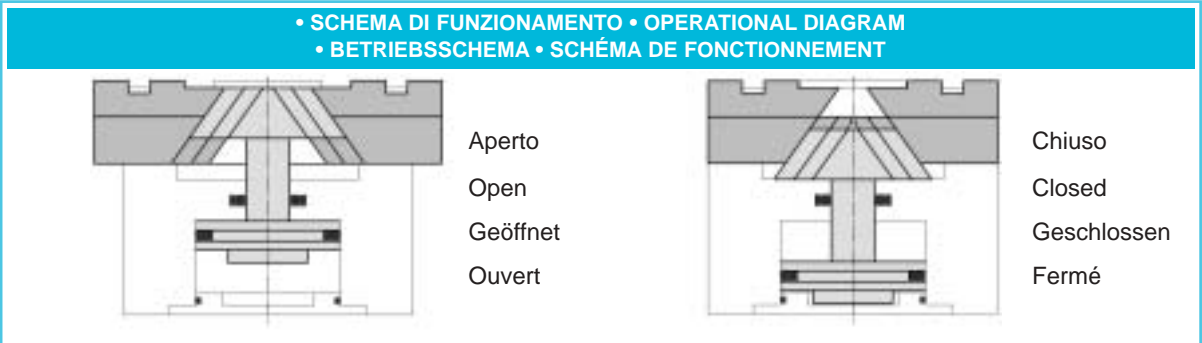 • SCHEMA DI FUNZIONAMENTO • OPERATIONAL DIAGRAM
• BETRIEBSSCHEMA • SCHÉMA DE FONCTIONNEMENT
Aperto
Open
Geöffnet
Ouvert
Chiuso
Closed
Geschlossen
Fermé